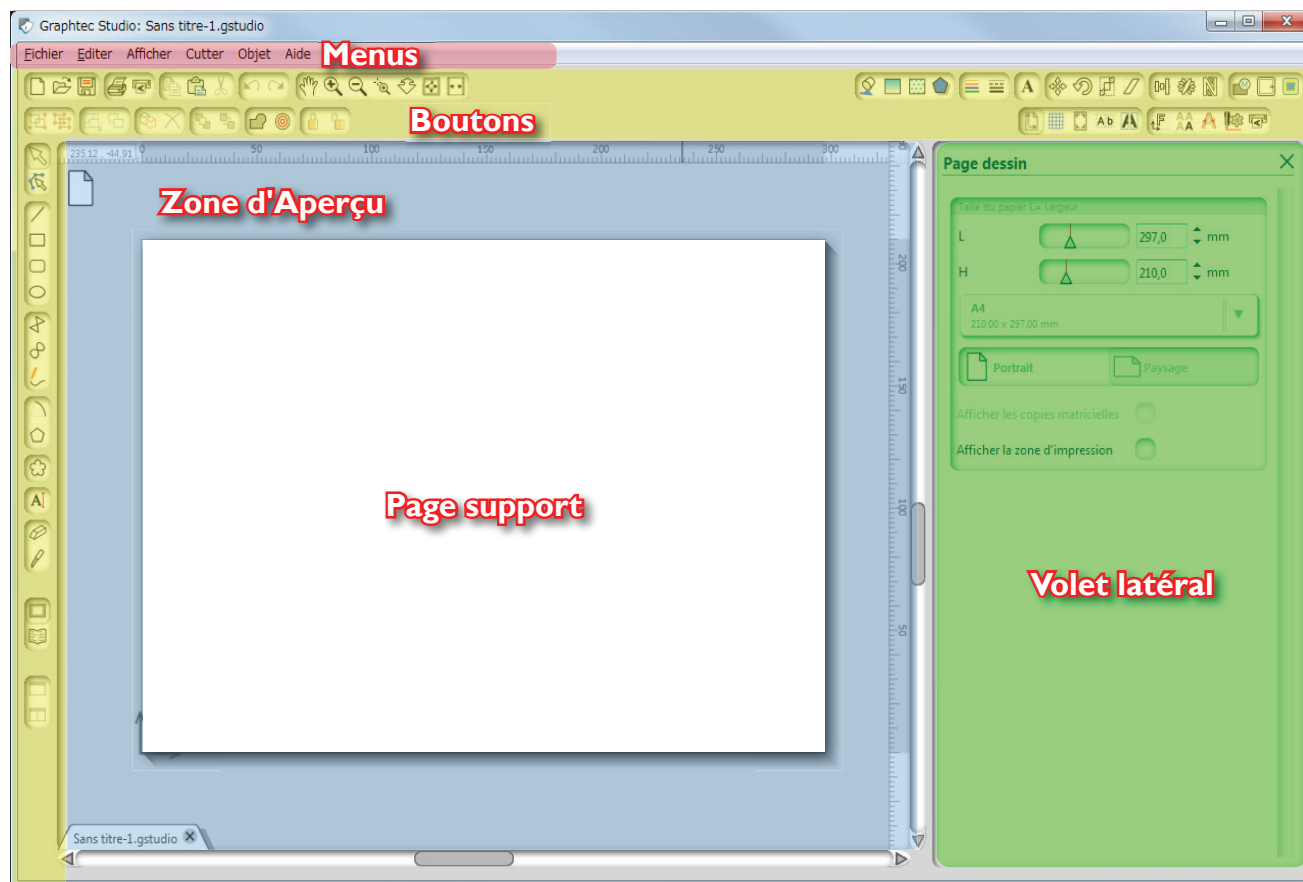 Graphtec Studio: Sans titre-1.gstudio
Fichier Editer Afficher Cutter Objet Aide
Menus
Boutons
235.12 -44.91
0 50 100 150 200 250 300
Zone d'Aperçu
Page support
200
150
100
50
Sans titre-1.gstudio
Page dessin
Taille du papier L= Largeur
L 297,0 mm
H 210,0 mm
A4
210.00 x 297.00 mm
Portrait Paysage
Afficher les copies matricielles
Afficher la zone d'impression
Volet latéral